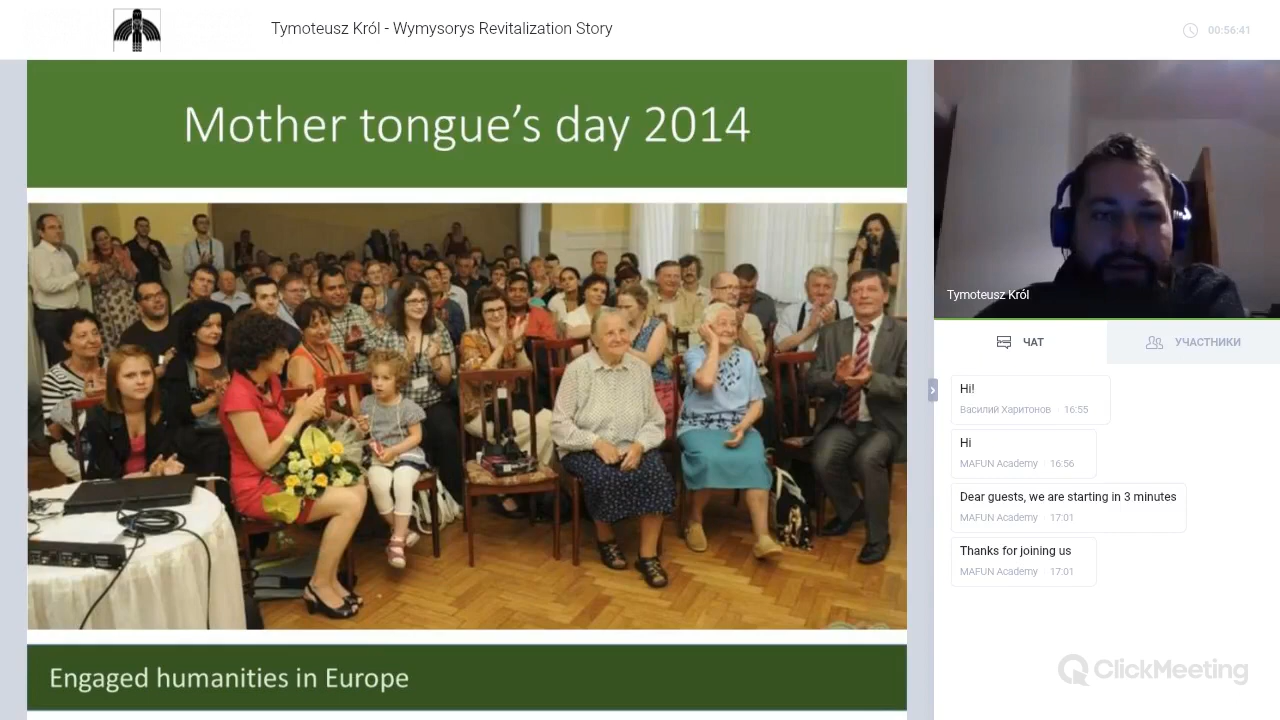 Tymoteusz Król - Wymysorys Revitalization Story
00:56:41
Mother tongue's day 2014
Engaged humanities in Europe
Tymoteusz Król
ЧАТ
УЧАСТНИКИ
Hi!
Василий Харитонов · 16:55
Hi
MAFUN Academy · 16:56
Dear guests, we are starting in 3 minutes
MAFUN Academy · 17:01
Thanks for joining us
MAFUN Academy · 17:01
ClickMeeting